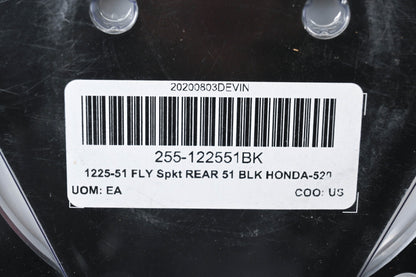 20200803DEVIN
255-122551BK
1225-51 FLY Spkt REAR 51 BLK HONDA-520
UOM: EA COO: US